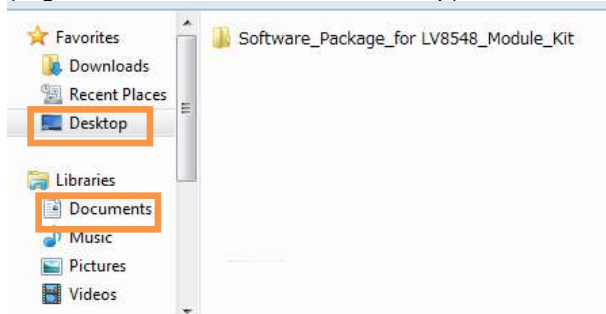 Favorites
Downloads
Recent Places
Desktop
Libraries
Documents
Music
Pictures
Videos
Software_Package_for LV8548_Module_Kit